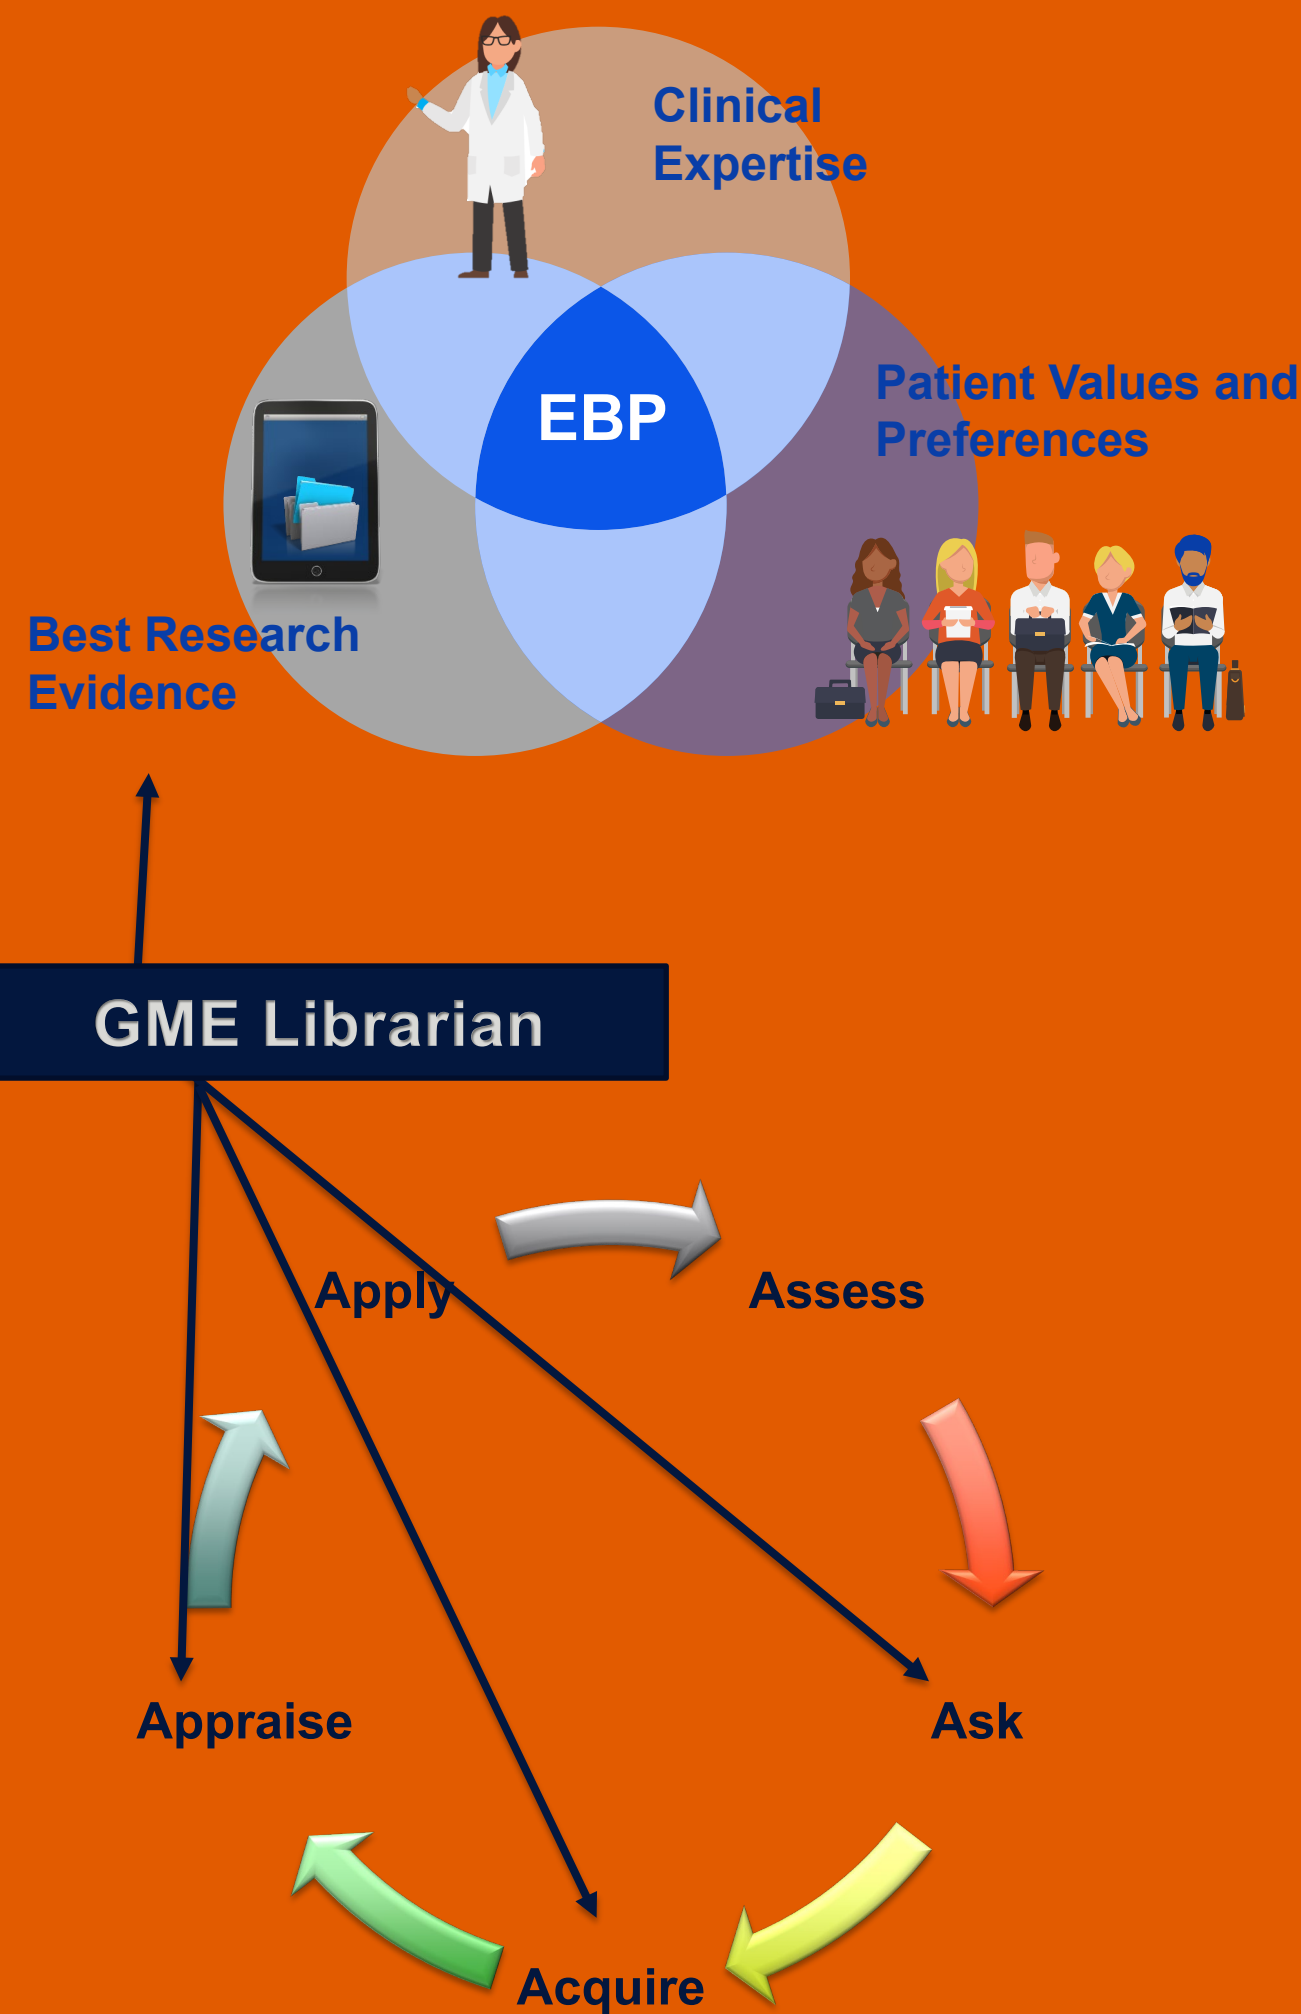 Clinical
Expertise
EBP
Patient Values and
Preferences
Best Research
Evidence
GME Librarian
Apply
Assess
Appraise
Ask
Acquire